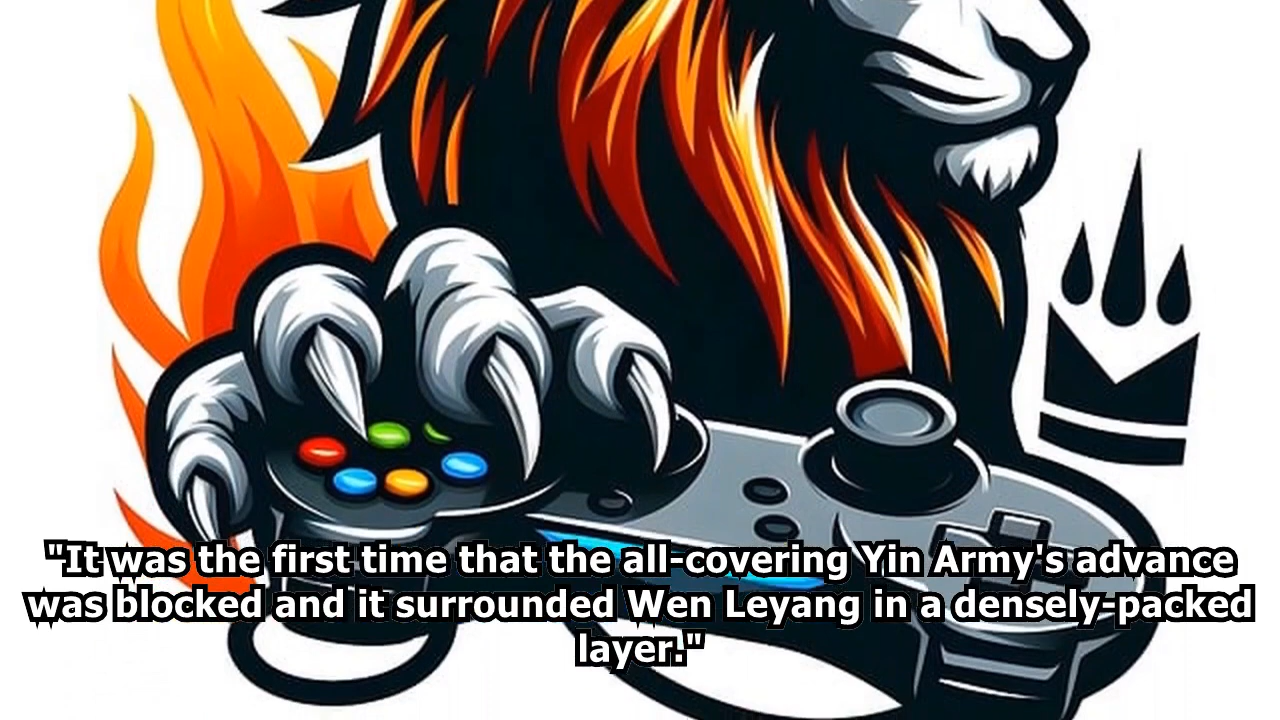 "It was the first time that the all-covering Yin Army's advance
was blocked and it surrounded Wen Leyang in a densely-packed
layer."